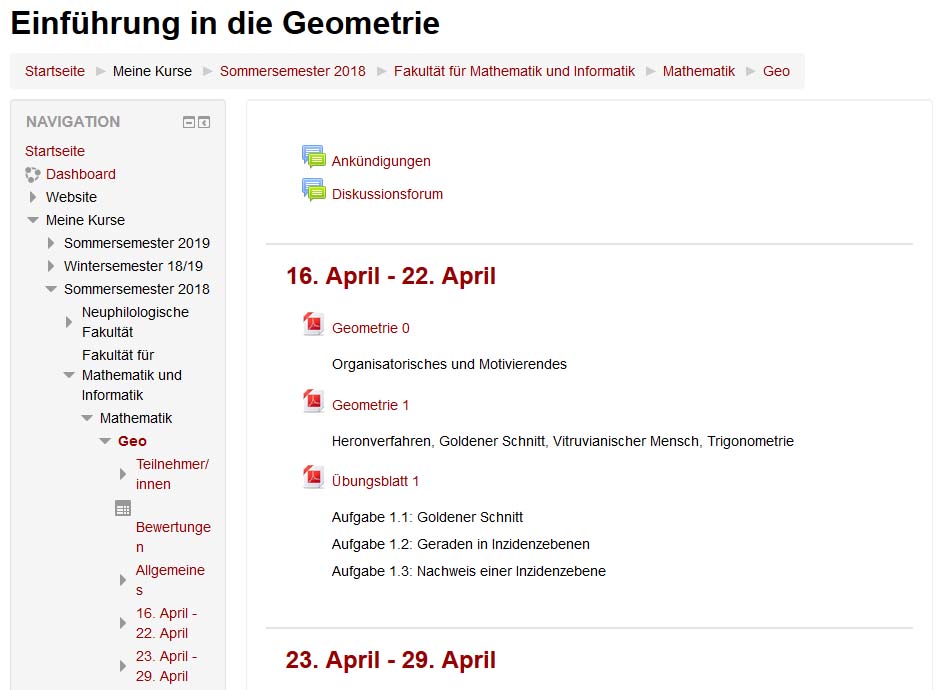 Einführung in die Geometrie
Startseite Meine Kurse Sommersemester 2018 Fakultät für Mathematik und Informatik Mathematik Geo
NAVIGATION
Startseite
Dashboard
Website
Meine Kurse
Sommersemester 2019
Wintersemester 18/19
Sommersemester 2018
Neuphilologische
Fakultät
Fakultät für
Mathematik und
Informatik
Mathematik
Geo
Teilnehmer/
innen
Bewertunge
n
Allgemeine
s
16. April -
22. April
23. April -
29. April
Ankündigungen
Diskussionsforum
16. April - 22. April
Geometrie 0
Organisatorisches und Motivierendes
Geometrie 1
Heronverfahren, Goldener Schnitt, Vitruvianischer Mensch, Trigonometrie
Übungsblatt 1
Aufgabe 1.1: Goldener Schnitt
Aufgabe 1.2: Geraden in Inzidenzebenen
Aufgabe 1.3: Nachweis einer Inzidenzebene
23. April - 29. April